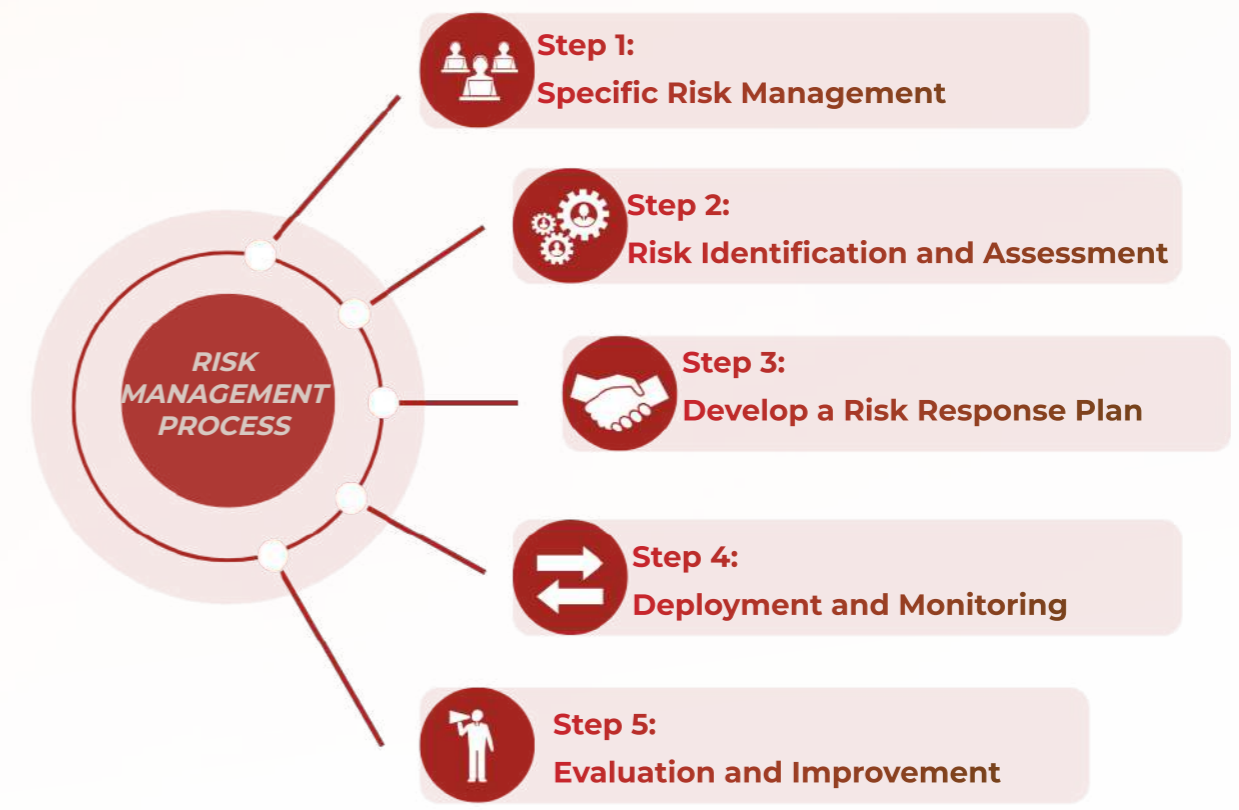 RISK
MANAGEMENT
PROCESS
Step 1:
Specific Risk Management
Step 2:
Risk Identification and Assessment
Step 3:
Develop a Risk Response Plan
Step 4:
Deployment and Monitoring
Step 5:
Evaluation and Improvement